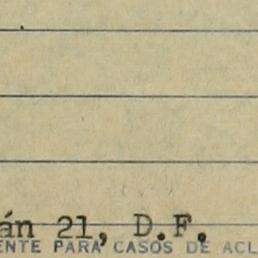 án 21, D.F.
ENTE PARA CASOS DE ACL